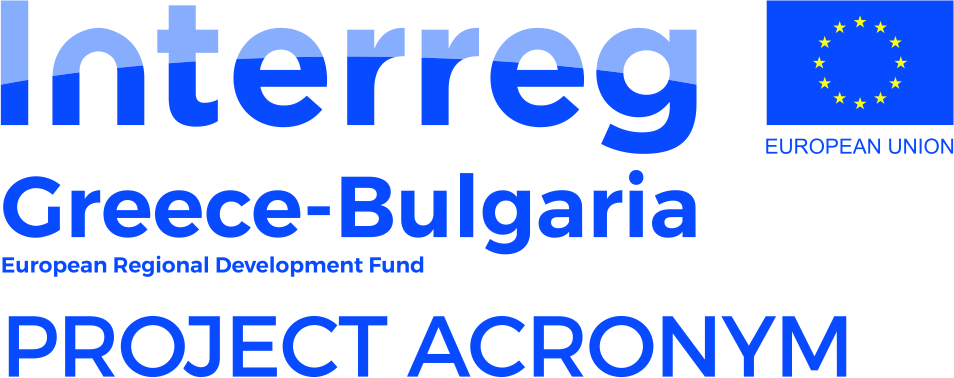 Interreg
EUROPEAN UNION
Greece-Bulgaria
European Regional Development Fund
PROJECT ACRONYM